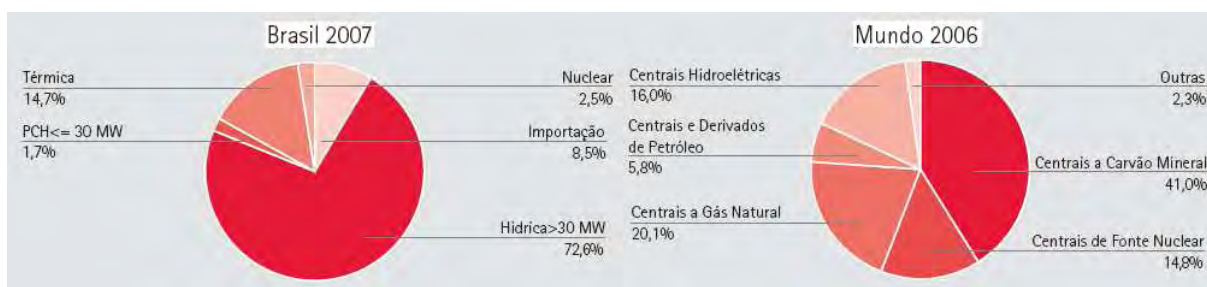 Brasil 2007
Térmica
14,7%
PCH<= 30 MW
1,7%
Nuclear
2,5%
Importação
8,5%
Hídrica>30 MW
72,6%
Mundo 2006
Centrais Hidroelétricas
16,0%
Centrais e Derivados
de Petróleo
5,8%
Centrais a Gás Natural
20,1%
Outras
2,3%
Centrais a Carvão Mineral
41,0%
Centrais de Fonte Nuclear
14,8%